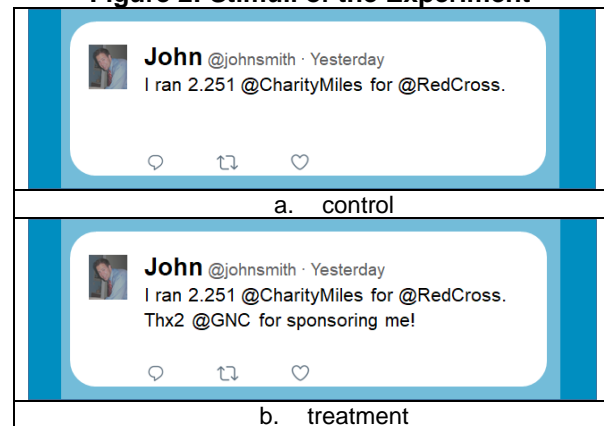 Figure 2. Stimuli of the Experiment
John @johnsmith · Yesterday
I ran 2.251 @CharityMiles for @RedCross.
a. control
John @johnsmith · Yesterday
I ran 2.251 @CharityMiles for @RedCross.
Thx2 @GNC for sponsoring me!
b. treatment